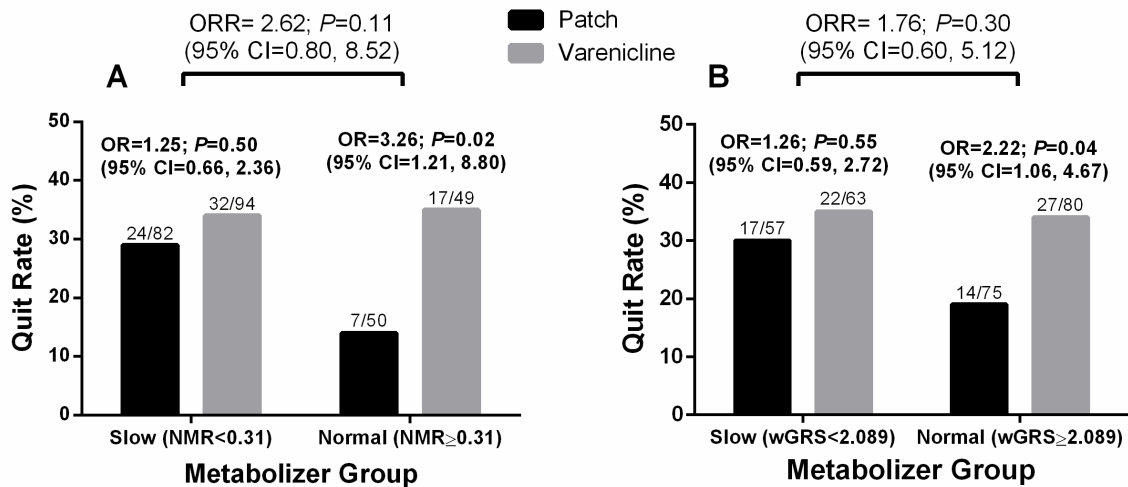 ORR= 2.62; P=0.11
(95% CI=0.80, 8.52)
Patch
Varenicline
ORR= 1.76; P=0.30
(95% CI=0.60, 5.12)
A
50
40
30
20
10
0
Quit Rate (%)
OR=1.25; P=0.50
(95% CI=0.66, 2.36)
OR=3.26; P=0.02
(95% CI=1.21, 8.80)
24/82
32/94
7/50
17/49
Slow (NMR<0.31)
Normal (NMR≥0.31)
Metabolizer Group
B
50
40
30
20
10
0
Quit Rate (%)
OR=1.26; P=0.55
(95% CI=0.59, 2.72)
OR=2.22; P=0.04
(95% CI=1.06, 4.67)
17/57
22/63
14/75
27/80
Slow (wGRS<2.089)
Normal (wGRS≥2.089)
Metabolizer Group